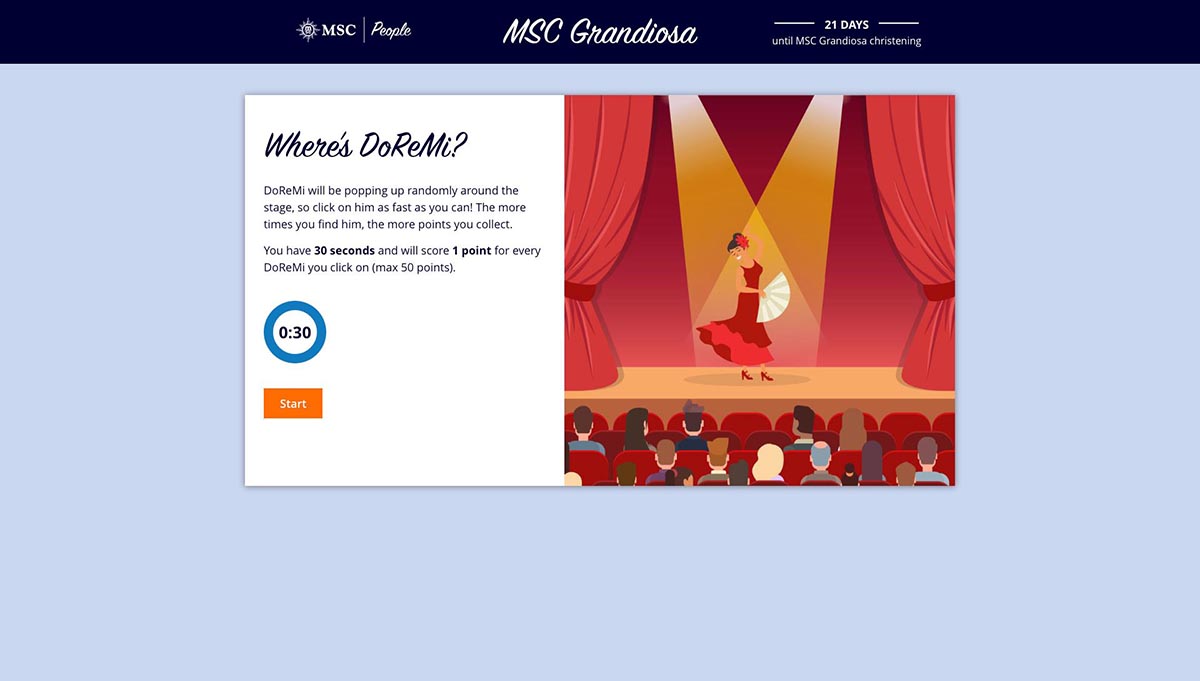 MSC People
MSC Grandiosa
21 DAYS
until MSC Grandiosa christening
Where's DoReMi?
DoReMi will be popping up randomly around the
stage, so click on him as fast as you can! The more
times you find him, the more points you collect.
You have 30 seconds and will score 1 point for every
DoReMi you click on (max 50 points).
0:30
Start